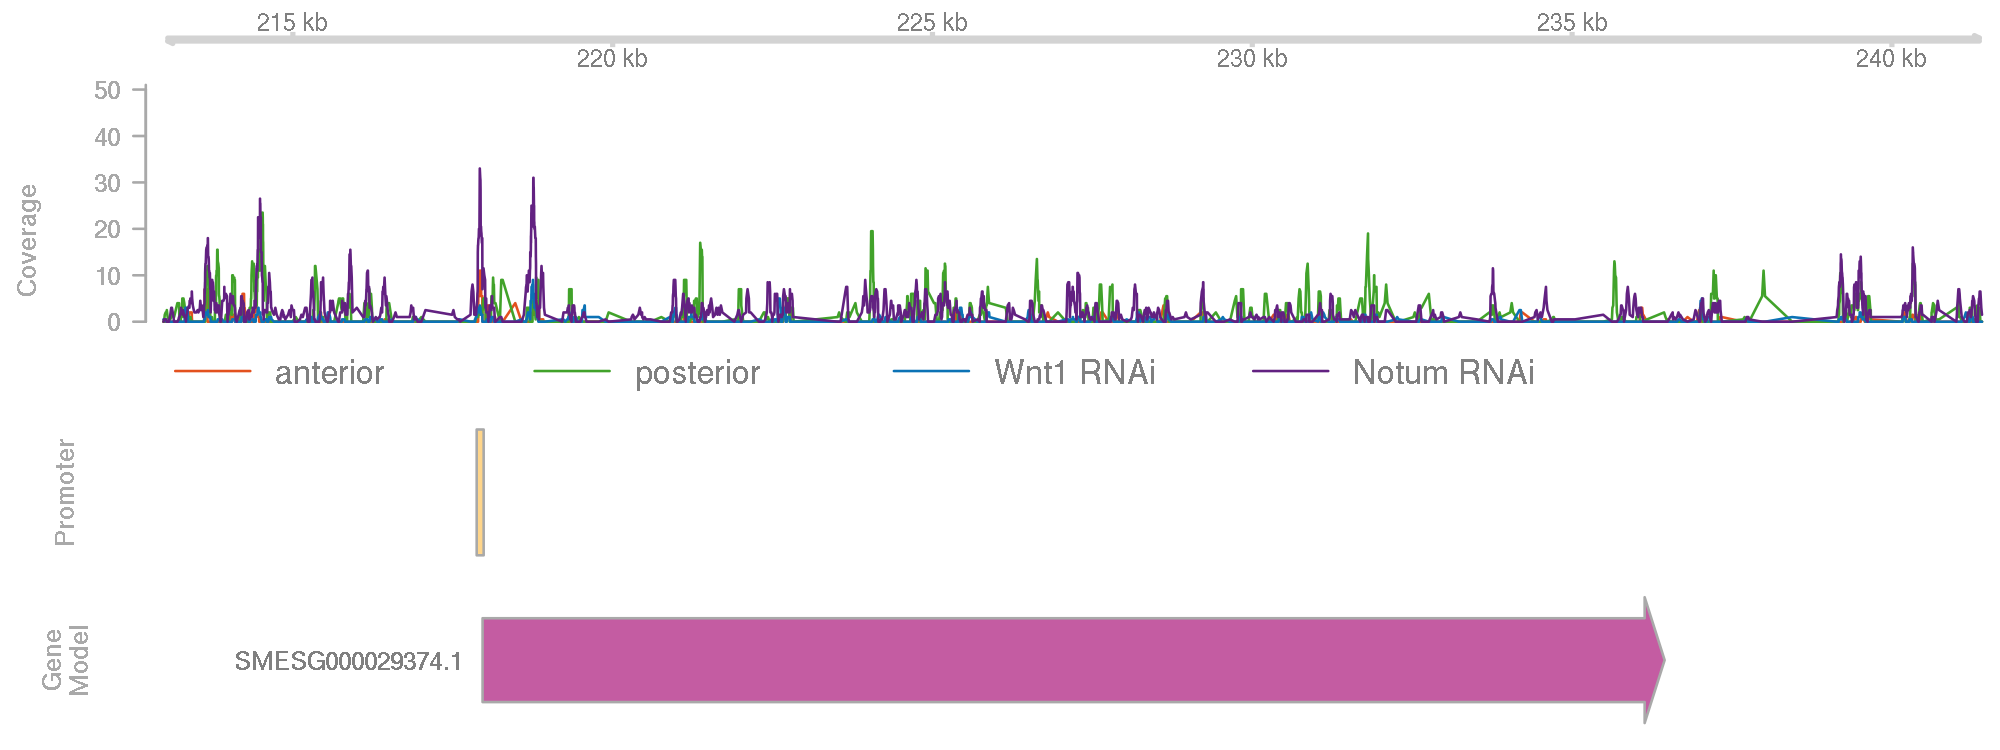 215 kb 225 kb 235 kb
220 kb 230 kb 240 kb
50
40
30
20
10
0
Coverage
anterior posterior Wnt1 RNAi Notum RNAi
Promoter
Gene
Model
SMESG000029374.1